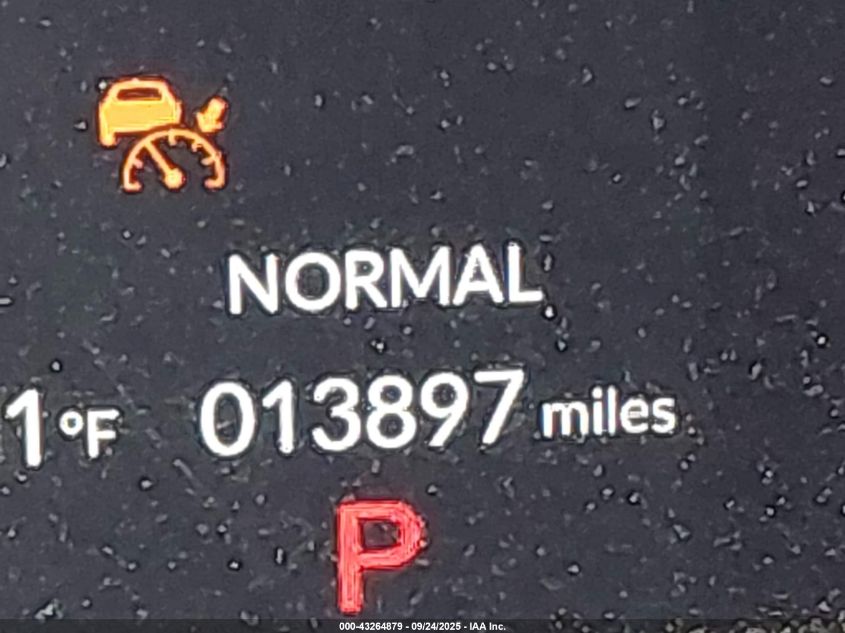 NORMAL
1°F 013897 miles
P
000-43264879 - 09/24/2025 - IAA Inc.